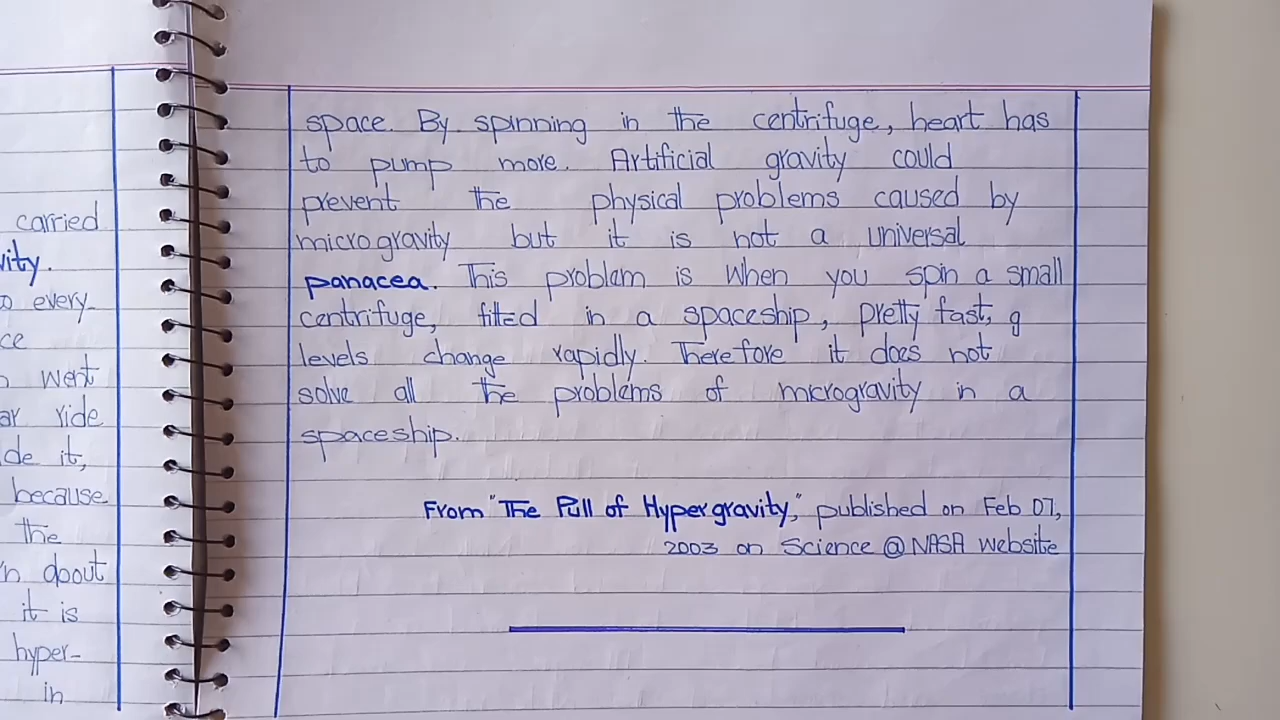 carried
vity.
every
ce
went
ar ride
de it,
because
the
n about
it is
hyper-
in
space. By spinning in the centrifuge, heart has
to pump more. Artificial gravity could
prevent the physical problems caused by
microgravity but it is not a universal
panacea. This problem is when you spin a small
centrifuge, fitted in a spaceship, pretty fast, g
levels change rapidly. Therefore it does not
solve all the problems of microgravity in a
spaceship.
From "The Pull of Hypergravity," published on Feb 07,
2003 on Science @ NASA website